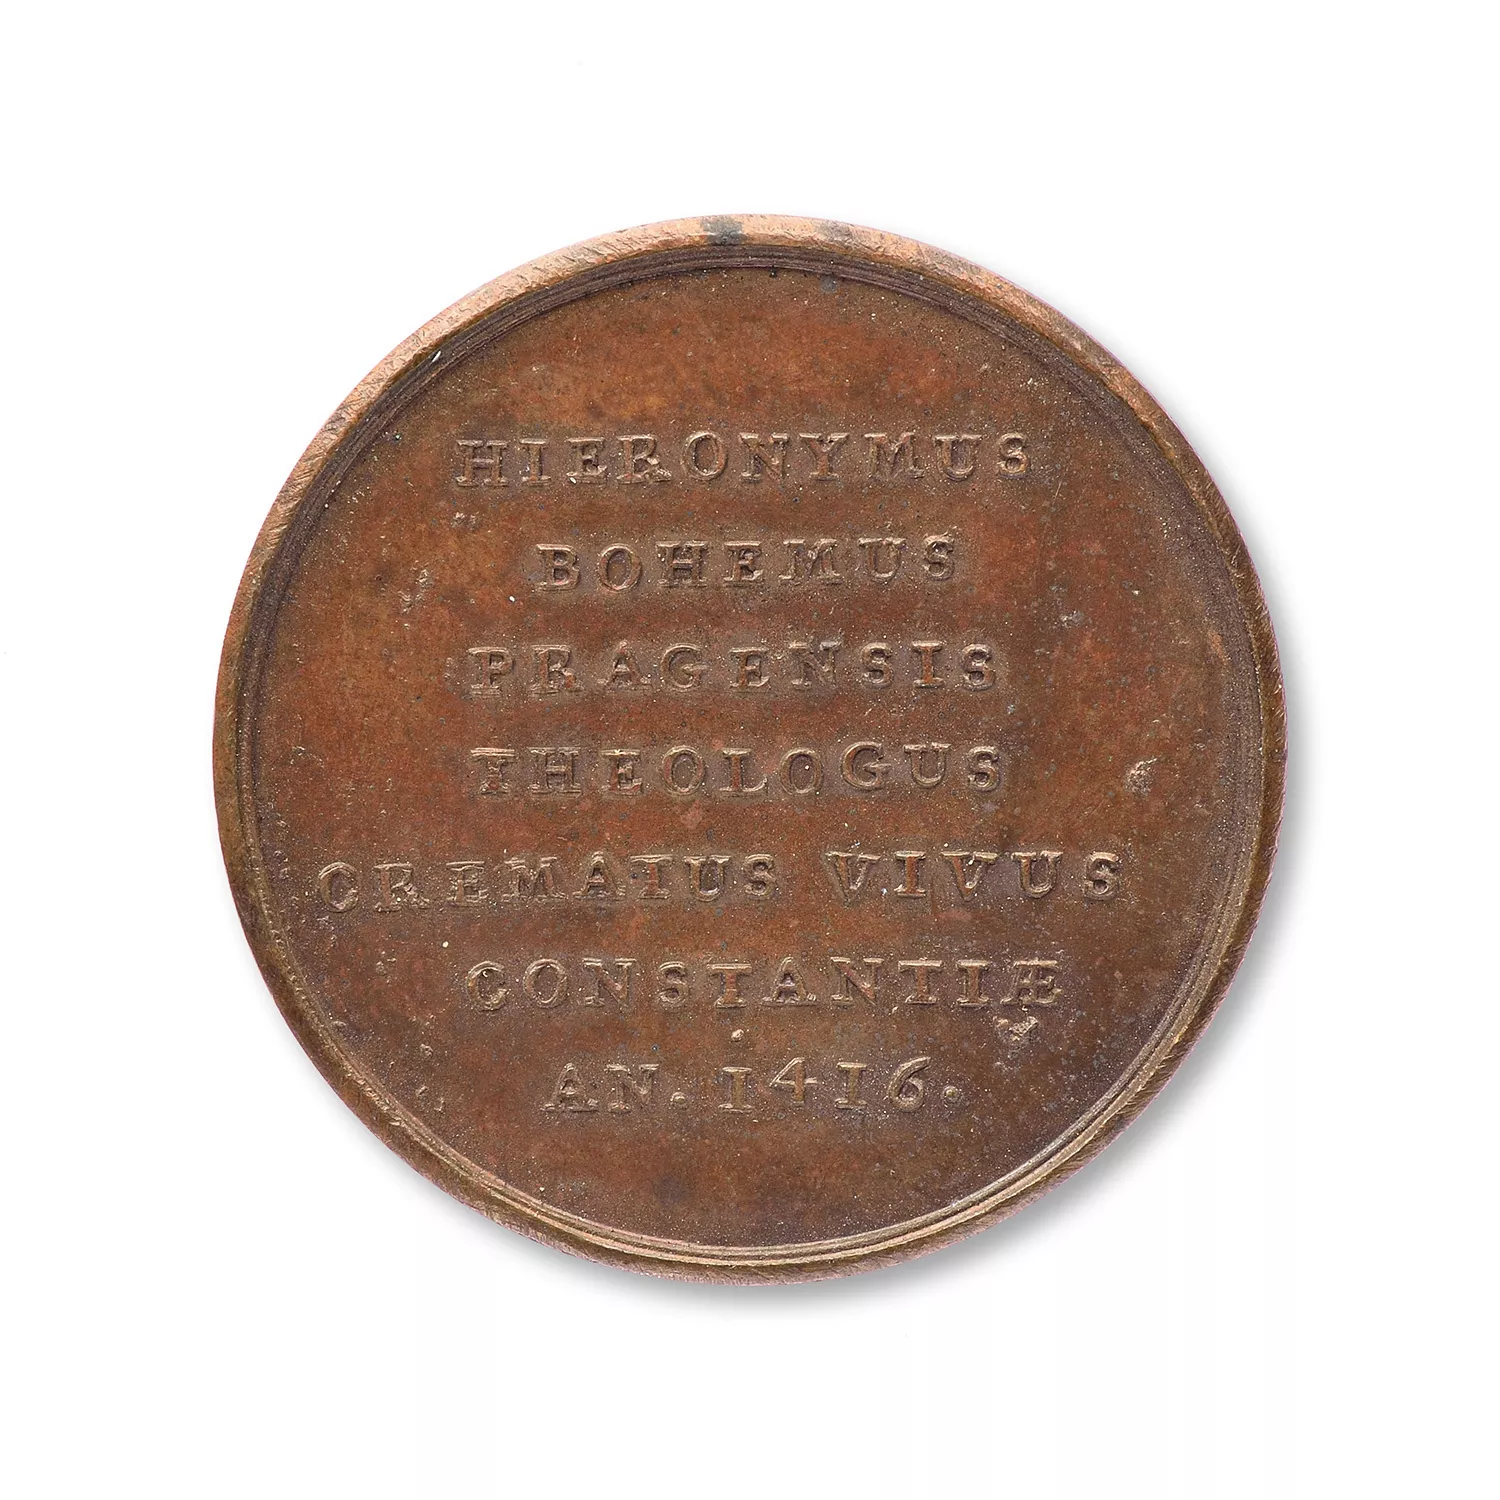 HIERONYMUS
BOHEMUS
PRAGENSIS
THEOLOGUS
CREMATUS VIVUS
CONSTANTIÆ
AN. 1416.